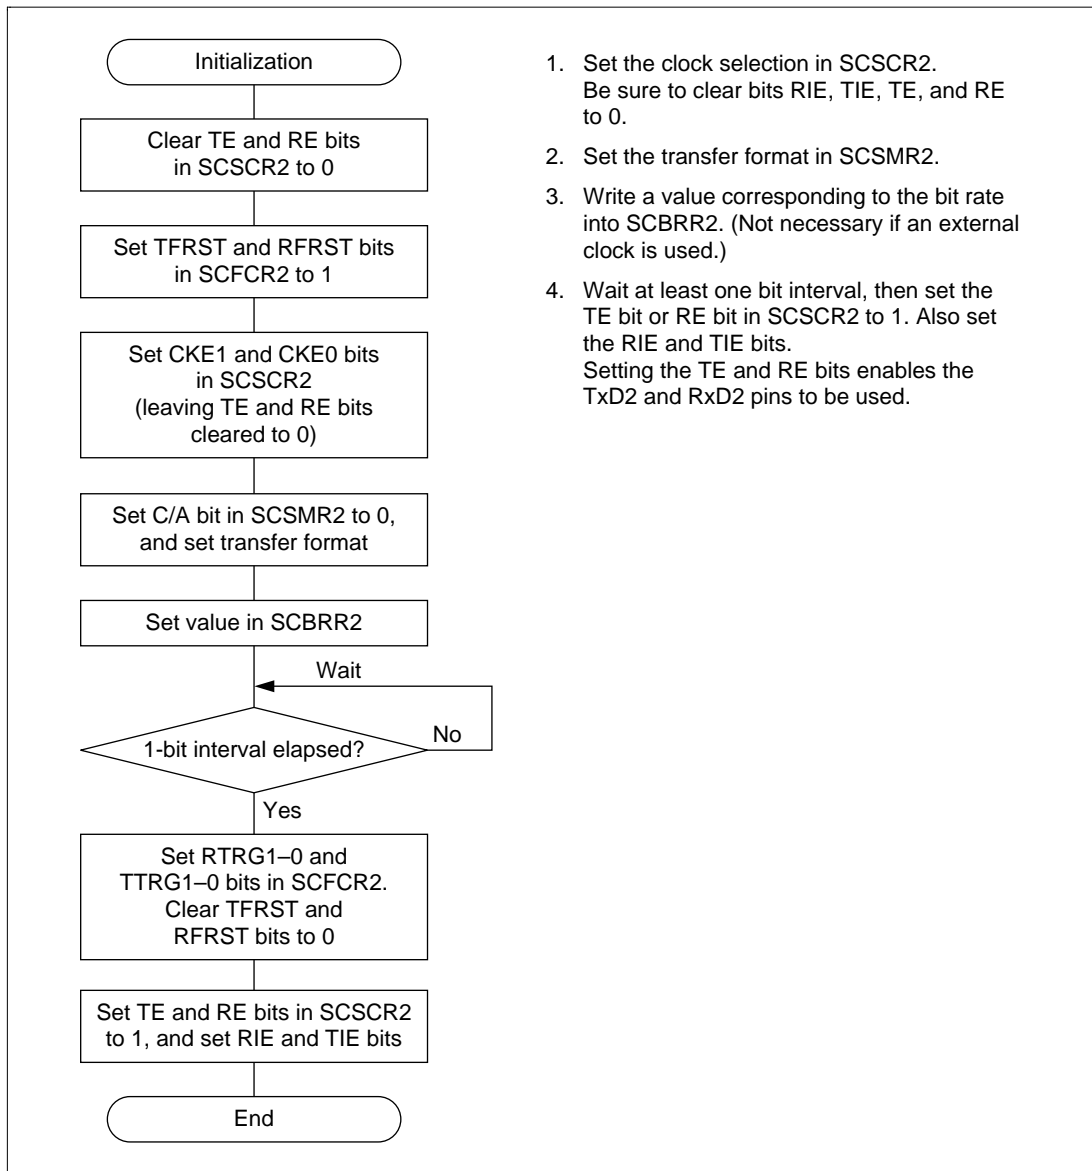 Initialization
Clear TE and RE bits
in SCSCR2 to 0
Set TFRST and RFRST bits
in SCFCR2 to 1
Set CKE1 and CKE0 bits
in SCSCR2
(leaving TE and RE bits
cleared to 0)
Set C/A bit in SCSMR2 to 0,
and set transfer format
Set value in SCBRR2
Wait
1-bit interval elapsed?
No
Yes
Set RTRG1–0 and
TTRG1–0 bits in SCFCR2.
Clear TFRST and
RFRST bits to 0
Set TE and RE bits in SCSCR2
to 1, and set RIE and TIE bits
End
1. Set the clock selection in SCSCR2.
Be sure to clear bits RIE, TIE, TE, and RE
to 0.
2. Set the transfer format in SCSMR2.
3. Write a value corresponding to the bit rate
into SCBRR2. (Not necessary if an external
clock is used.)
4. Wait at least one bit interval, then set the
TE bit or RE bit in SCSCR2 to 1. Also set
the RIE and TIE bits.
Setting the TE and RE bits enables the
TxD2 and RxD2 pins to be used.